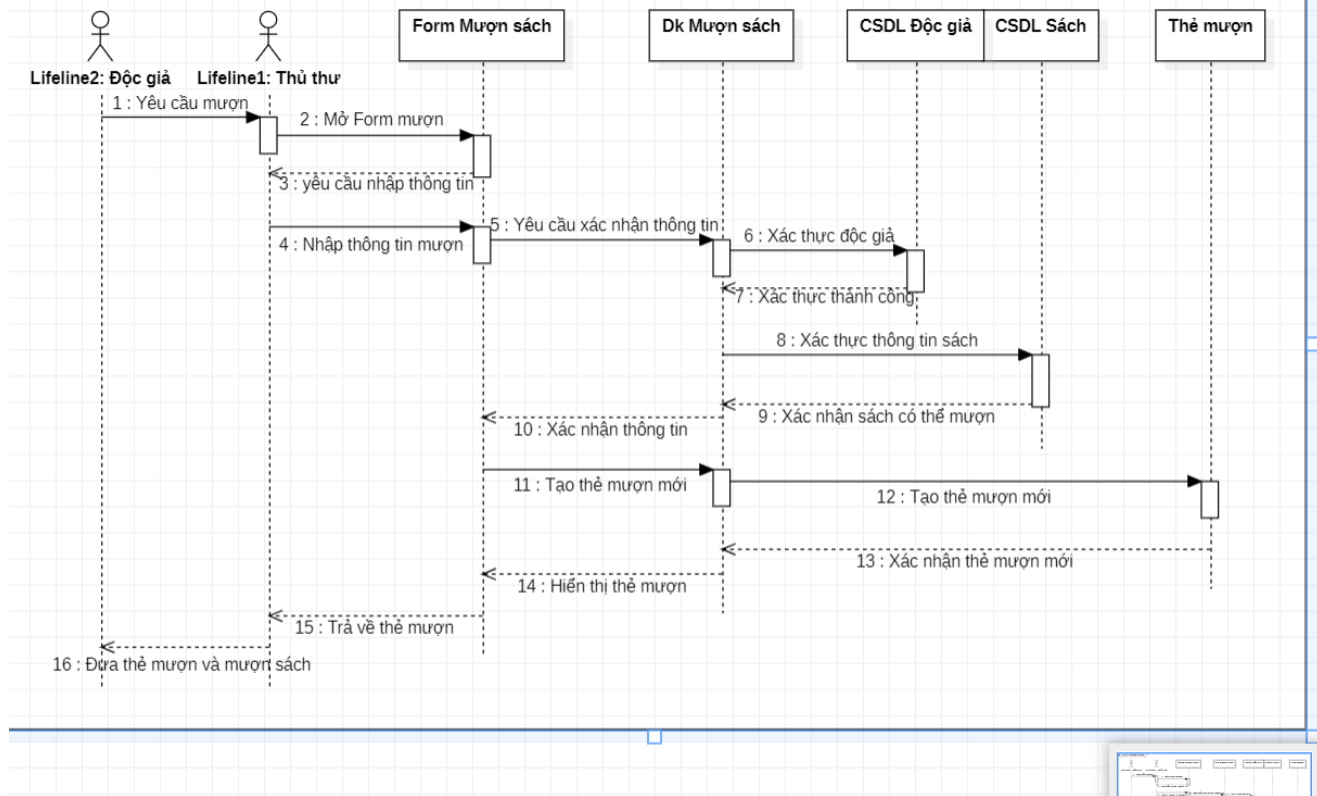 Form Mượn sách
Dk Mượn sách
CSDL Độc giả
CSDL Sách
Thẻ mượn
Lifeline2: Độc giả
Lifeline1: Thủ thư
1 : Yêu cầu mượn
2 : Mở Form mượn
3 : yêu cầu nhập thông tin
4 : Nhập thông tin mượn
5 : Yêu cầu xác nhận thông tin
6 : Xác thực độc giả
7 : Xác thực thành công
8 : Xác thực thông tin sách
9 : Xác nhận sách có thể mượn
10 : Xác nhận thông tin
11 : Tạo thẻ mượn mới
12 : Tạo thẻ mượn mới
13 : Xác nhận thẻ mượn mới
14 : Hiển thị thẻ mượn
15 : Trả về thẻ mượn
16 : Đưa thẻ mượn và mượn sách